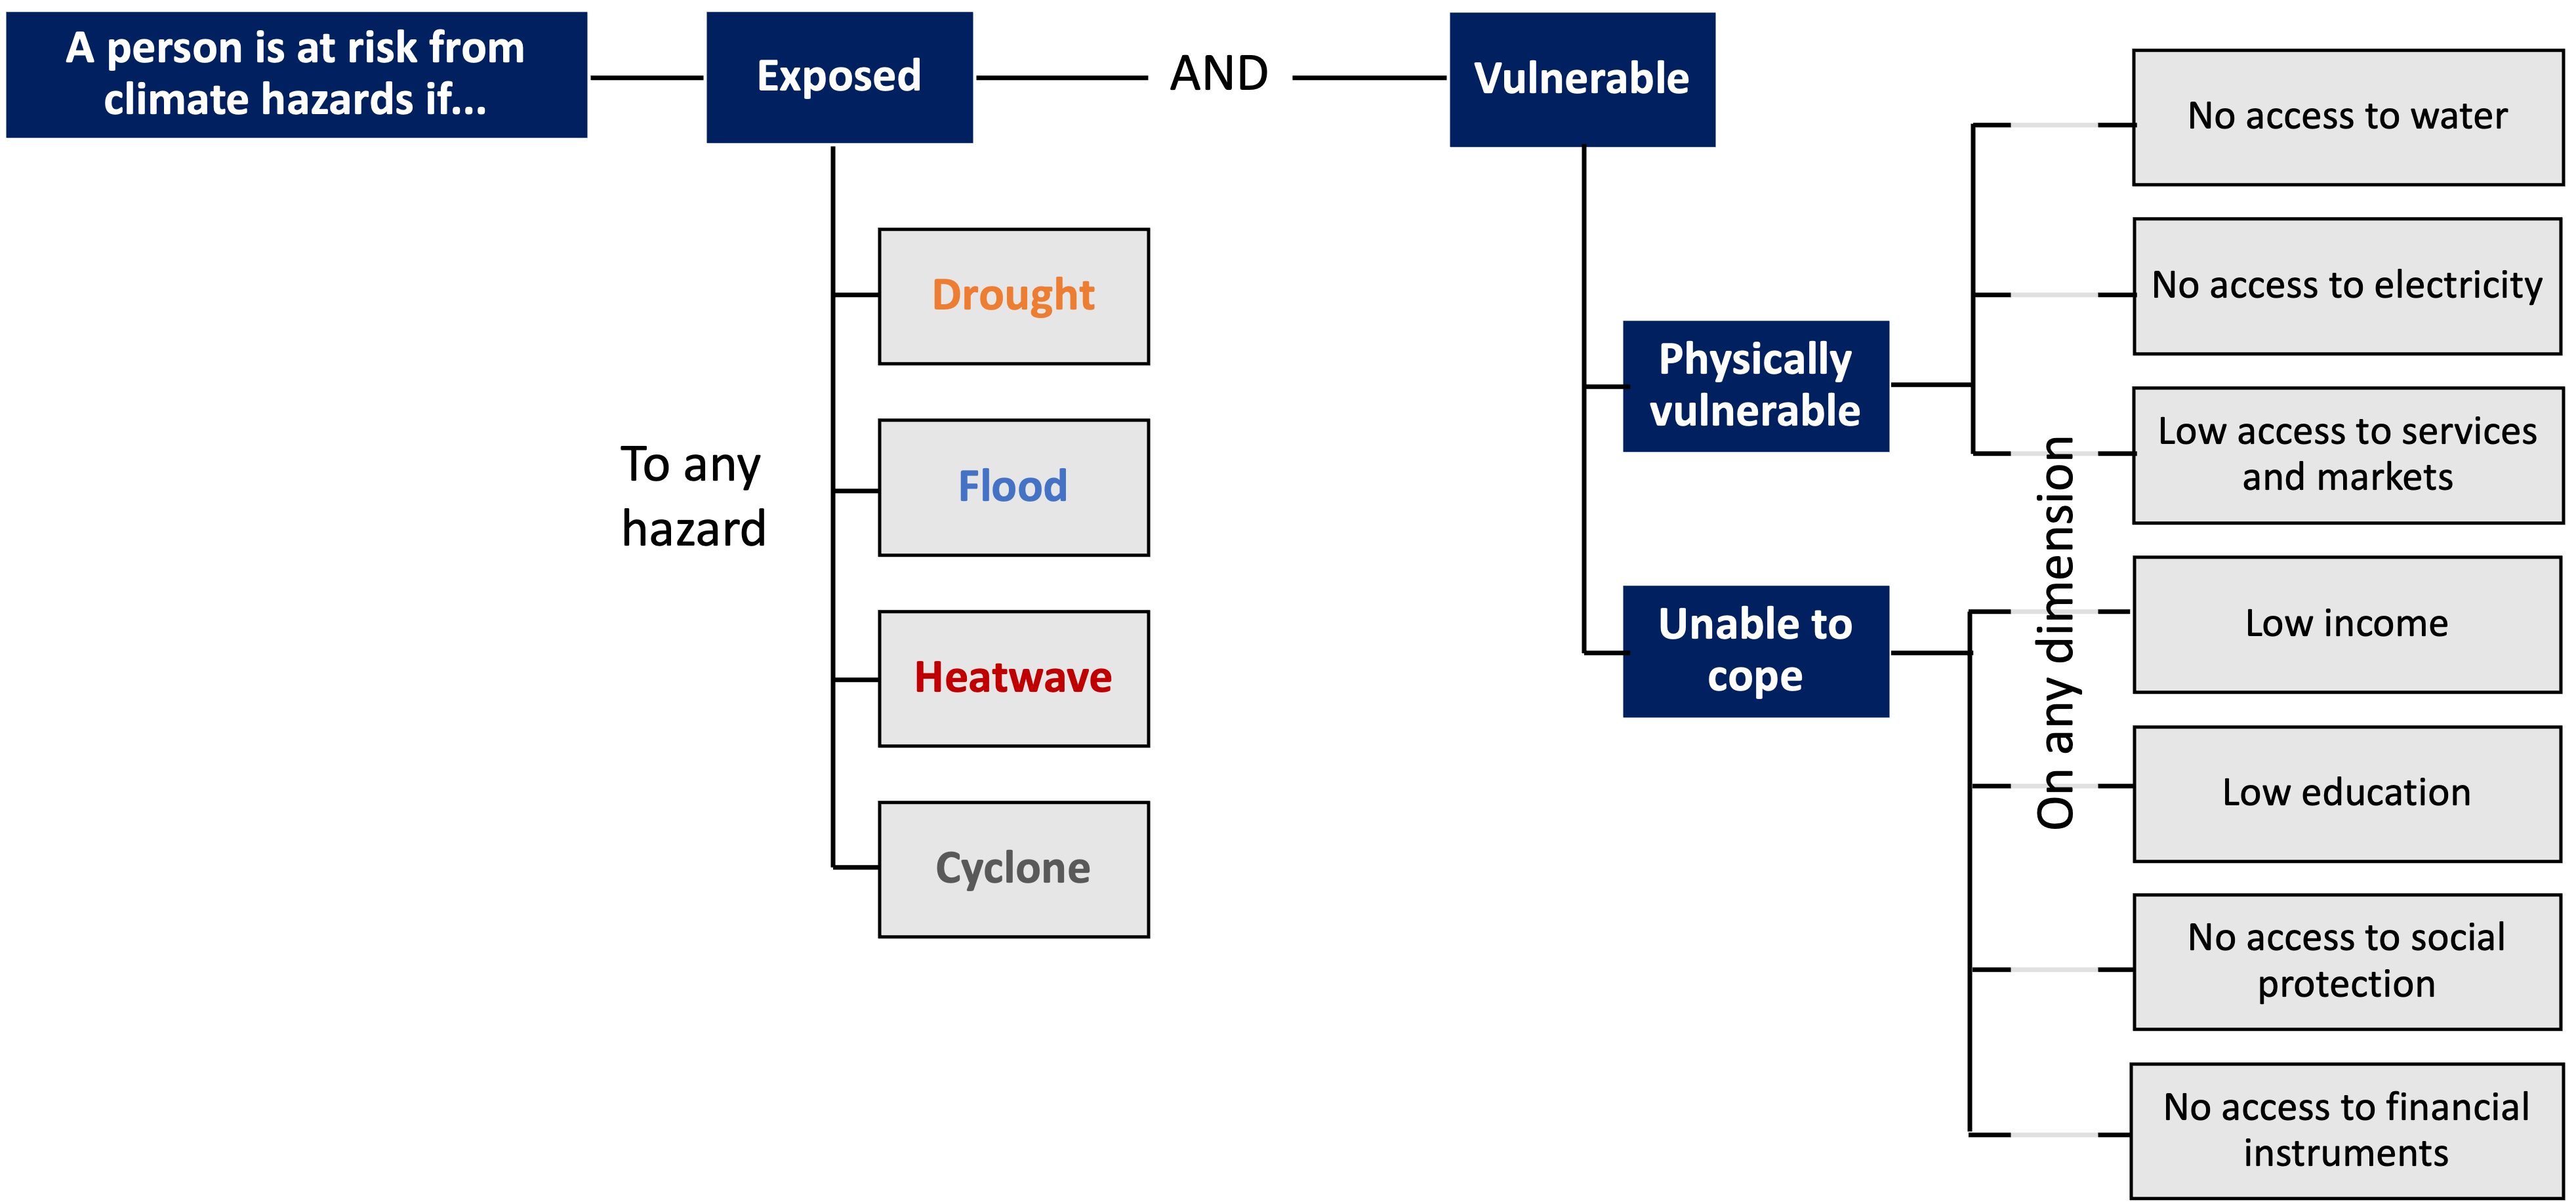 A person is at risk from
climate hazards if...
Exposed
AND
Vulnerable
To any
hazard
Drought
Flood
Heatwave
Cyclone
Physically
vulnerable
Unable to
cope
On any dimension
No access to water
No access to electricity
Low access to services
and markets
Low income
Low education
No access to social
protection
No access to financial
instruments